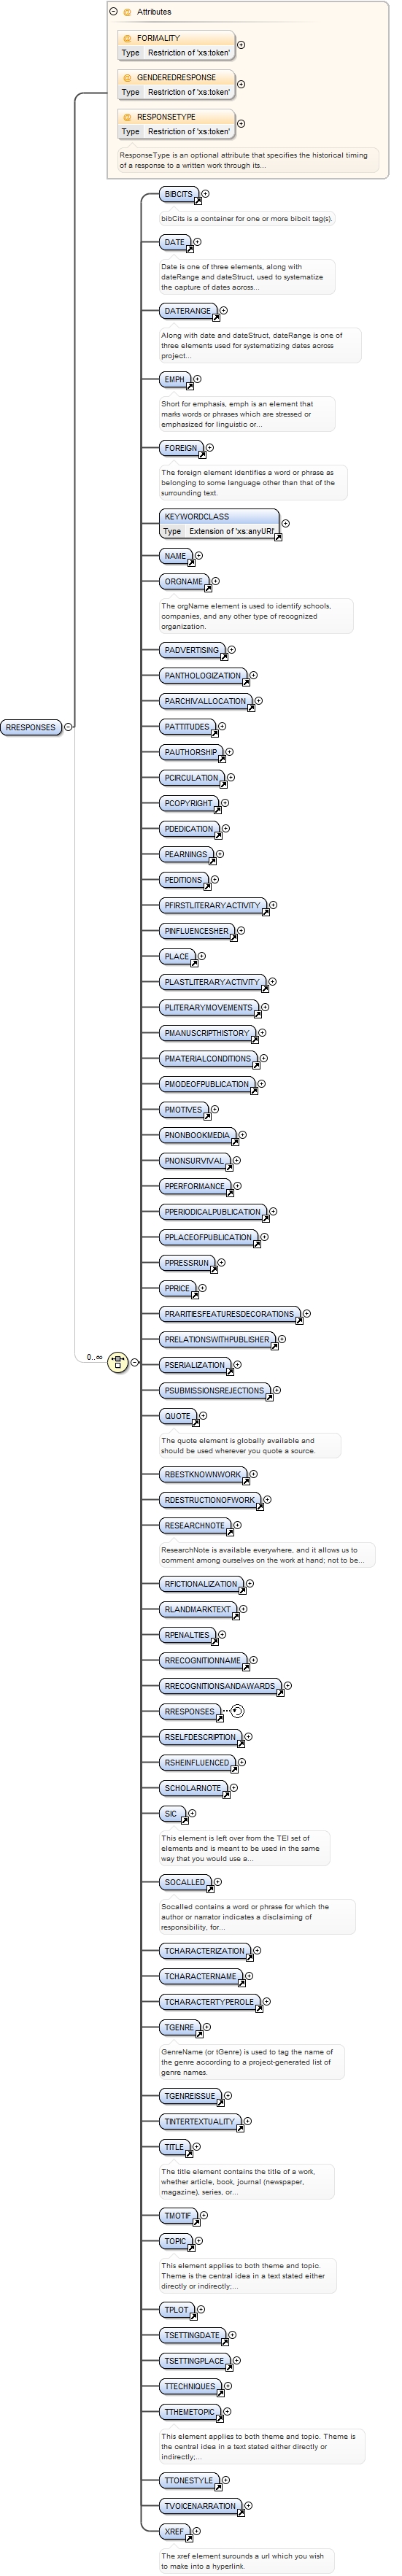 Attributes
FORMALITY
Type Restriction of 'xs:token'
GENDEREDRESPONSE
Type Restriction of 'xs:token'
RESPONSETYPE
Type Restriction of 'xs:token'
ResponseType is an optional attribute that specifies the historical timing
of a response to a written work through its...
BIBCITS
bibCits is a container for one or more bibcit tag(s).
DATE
Date is one of three elements, along with
dateRange and dateStruct, used to systematize
the capture of dates across...
DATERANGE
Along with date and dateStruct, dateRange is one of
three elements used for systematizing dates across
project...
EMPH
Short for emphasis, emph is an element that
marks words or phrases which are stressed or
emphasized for linguistic or...
FOREIGN
The foreign element identifies a word or phrase as
belonging to some language other than that of the
surrounding text.
KEYWORDCLASS
Type Extension of 'xs:anyURI'
NAME
ORGNAME
The orgName element is used to identify schools,
companies, and any other type of recognized
organization.
PADVERTISING
PANTHOLOGIZATION
PARCHIVALLOCATION
PATTITUDES
RRESPONSES
PAUTHORSHIP
PCIRCULATION
PCOPYRIGHT
PDEDICATION
PEARNINGS
PEDITIONS
PFIRSTLITERARYACTIVITY
PINFLUENCESHER
PLACE
PLASTLITERARYACTIVITY
PLITERARYMOVEMENTS
PMANUSCRIPTHISTORY
PMATERIALCONDITIONS
PMODEOFPUBLICATION
PMOTIVES
PNONBOOKMEDIA
PNONSURVIVAL
PPERFORMANCE
PPERIODICALPUBLICATION
PPLACEOFPUBLICATION
PPRESSRUN
PPRICE
PRARITIESFEATURESDECORATIONS
PRELATIONSWITHPUBLISHER
0..∞
PSERIALIZATION
PSUBMISSIONSREJECTIONS
QUOTE
The quote element is globally available and
should be used wherever you quote a source.
RBESTKNOWNWORK
RDESTRUCTIONOFWORK
RESEARCHNOTE
ResearchNote is available everywhere, and it allows us to
comment among ourselves on the work at hand; not to be...
RFICTIONALIZATION
RLANDMARKTEXT
RPENALTIES
RRECOGNITIONNAME
RRECOGNITIONSANDAWARDS
RRESPONSES
RSELFDESCRIPTION
RSHEINFLUENCED
SCHOLARNOTE
SIC
This element is left over from the TEI set of
elements and is meant to be used in the same
way that you would use a...
SOCALLED
Socalled contains a word or phrase for which the
author or narrator indicates a disclaiming of
responsibility, for...
TCHARACTERIZATION
TCHARACTERNAME
TCHARACTERTYPEROLE
TGENRE
GenreName (or tGenre) is used to tag the name of
the genre according to a project-generated list of
genre names.
TGENREISSUE
TINTERTEXTUALITY
TITLE
The title element contains the title of a work,
whether article, book, journal (newspaper,
magazine), series, or...
TMOTIF
TOPIC
This element applies to both theme and topic.
Theme is the central idea in a text stated either
directly or indirectly;...
TPLOT
TSETTINGDATE
TSETTINGPLACE
TTECHNIQUES
TTHEMETOPIC
This element applies to both theme and topic. Theme is
the central idea in a text stated either directly or
indirectly;...
TTONESTYLE
TVOICENARRATION
XREF
The xref element surounds a url which you wish
to make into a hyperlink.